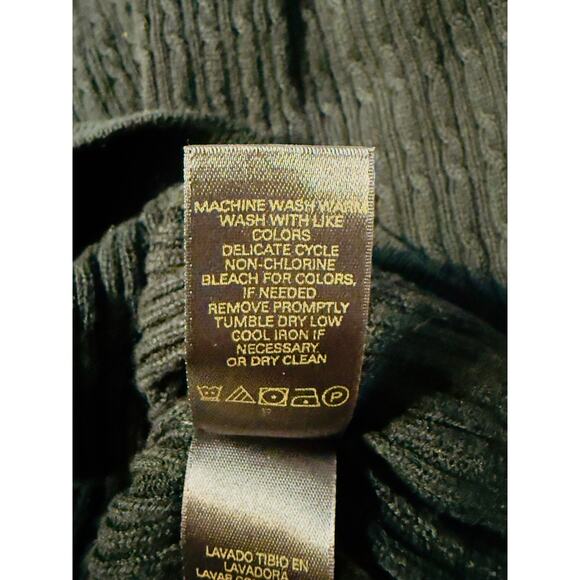 MACHINE WASH WARM
WASH WITH LIKE
COLORS
DELICATE CYCLE
NON-CHLORINE
BLEACH FOR COLORS,
IF NEEDED
REMOVE PROMPTLY
TUMBLE DRY LOW
COOL IRON IF
NECESSARY
OR DRY CLEAN
P
LAVADO TIBIO EN
LAVADORA
LAVAR